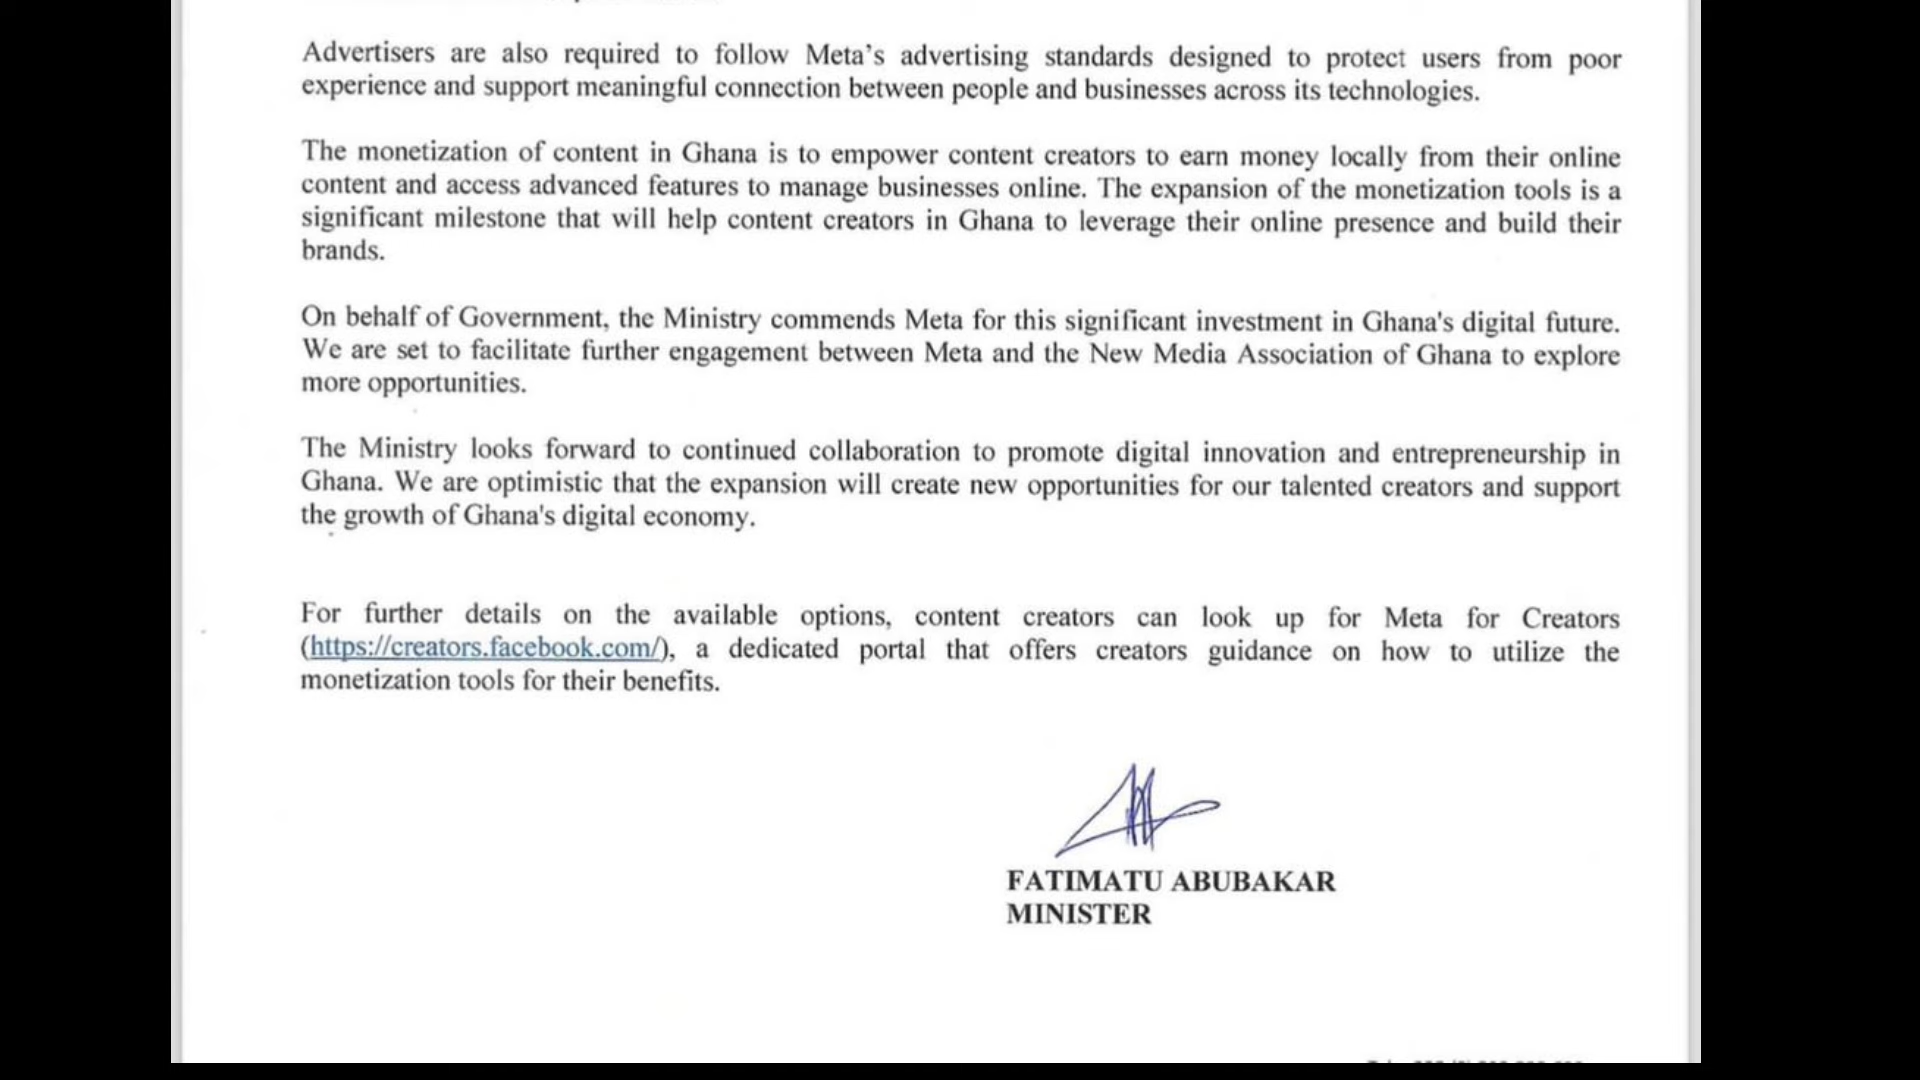 Advertisers are also required to follow Meta’s advertising standards designed to protect users from poor
experience and support meaningful connection between people and businesses across its technologies.
The monetization of content in Ghana is to empower content creators to earn money locally from their online
content and access advanced features to manage businesses online. The expansion of the monetization tools is a
significant milestone that will help content creators in Ghana to leverage their online presence and build their
brands.
On behalf of Government, the Ministry commends Meta for this significant investment in Ghana's digital future.
We are set to facilitate further engagement between Meta and the New Media Association of Ghana to explore
more opportunities.
The Ministry looks forward to continued collaboration to promote digital innovation and entrepreneurship in
Ghana. We are optimistic that the expansion will create new opportunities for our talented creators and support
the growth of Ghana's digital economy.
For further details on the available options, content creators can look up for Meta for Creators
(https://creators.facebook.com/), a dedicated portal that offers creators guidance on how to utilize the
monetization tools for their benefits.
FATIMATU ABUBAKAR
MINISTER